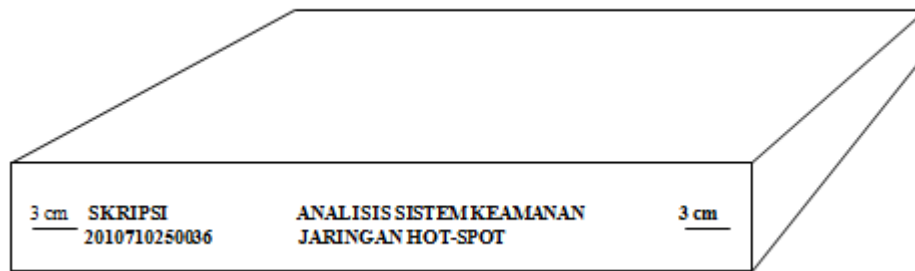 3 cm SKRIPSI ANALISIS SISTEM KEAMANAN 3 cm
2010710250036 JARINGAN HOT-SPOT